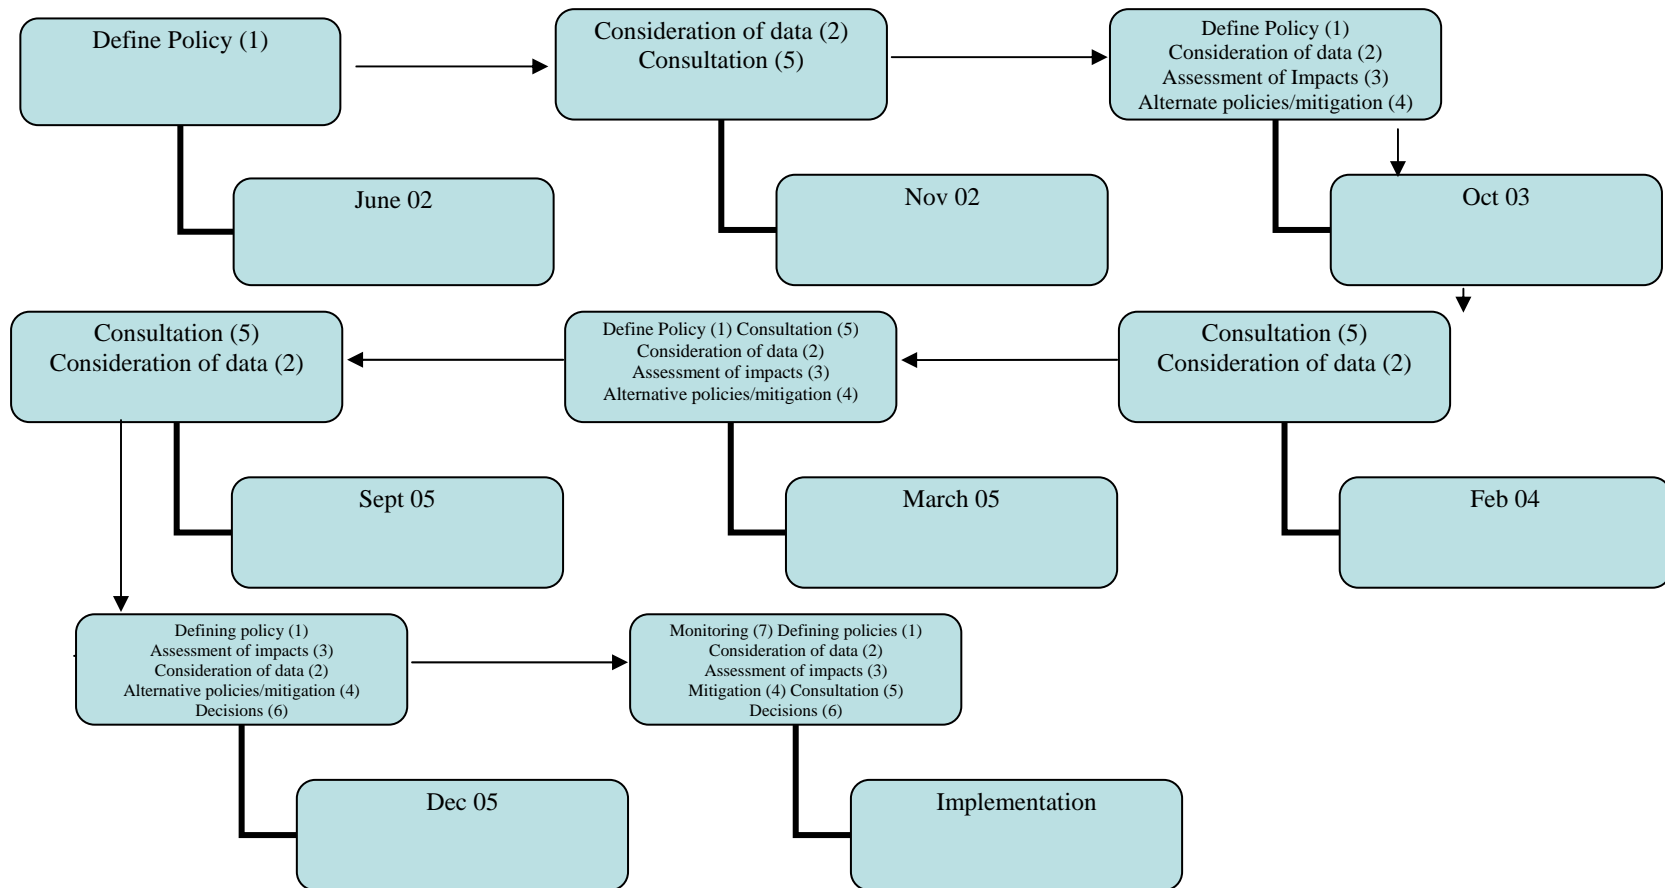 Define Policy (1)
Consideration of data (2)
Consultation (5)
Define Policy (1)
Consideration of data (2)
Assessment of Impacts (3)
Alternate policies/mitigation (4)
June 02
Nov 02
Oct 03
Consultation (5)
Consideration of data (2)
Define Policy (1) Consultation (5)
Consideration of data (2)
Assessment of impacts (3)
Alternative policies/mitigation (4)
Consultation (5)
Consideration of data (2)
Sept 05
March 05
Feb 04
Defining policy (1)
Assessment of impacts (3)
Consideration of data (2)
Alternative policies/mitigation (4)
Decisions (6)
Monitoring (7) Defining policies (1)
Consideration of data (2)
Assessment of impacts (3)
Mitigation (4) Consultation (5)
Decisions (6)
Dec 05
Implementation